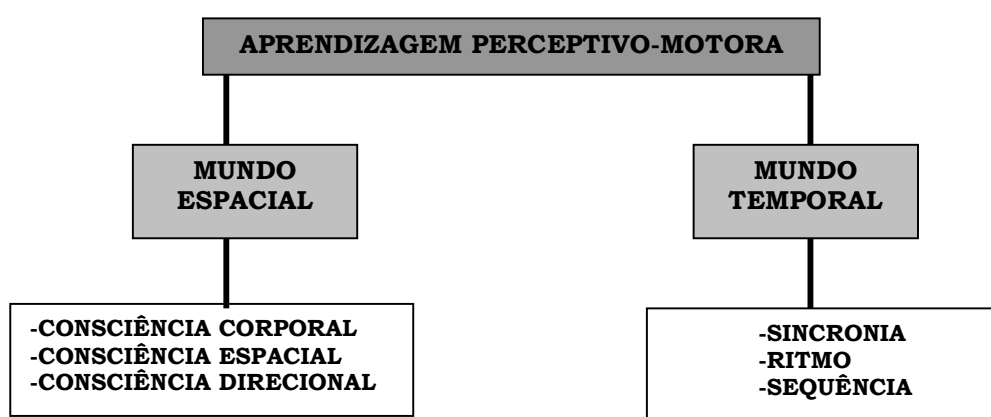 APRENDIZAGEM PERCEPTIVO-MOTORA
MUNDO
ESPACIAL
MUNDO
TEMPORAL
-CONSCIÊNCIA CORPORAL
-CONSCIÊNCIA ESPACIAL
-CONSCIÊNCIA DIRECIONAL
-SINCRONIA
-RITMO
-SEQUÊNCIA